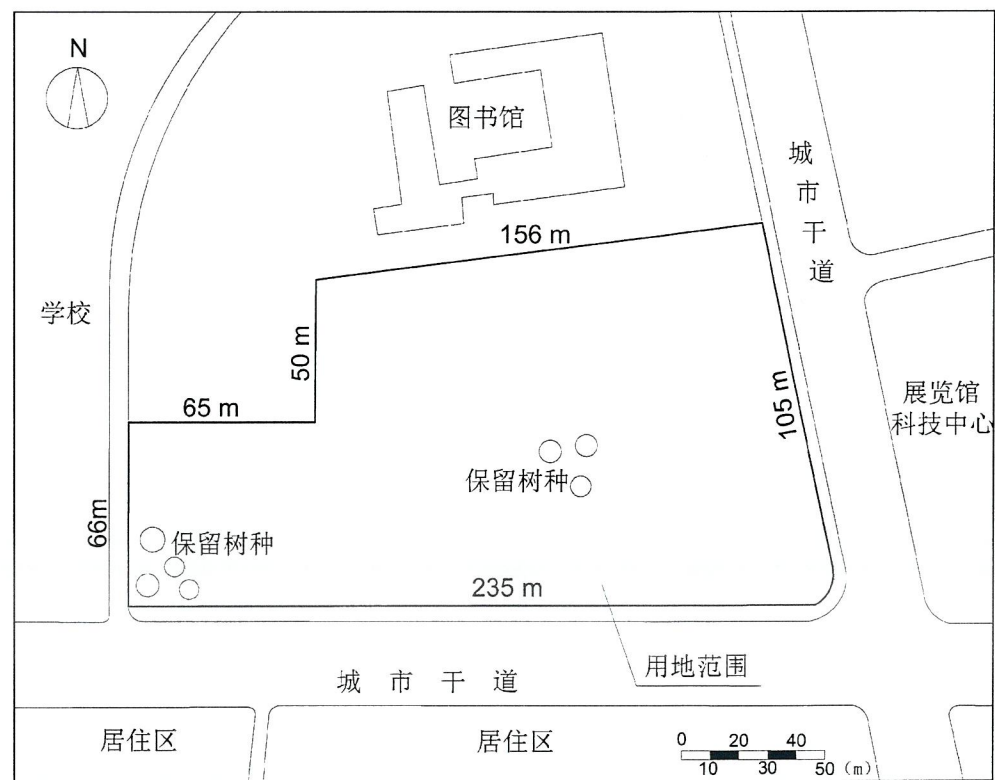 N
图书馆
城市干道
156 m
学校
50 m
65 m
105 m
展览馆
科技中心
保留树种
66m
保留树种
235 m
用地范围
城市干道
居住区
居住区
0 20 40
10 30 50 (m)